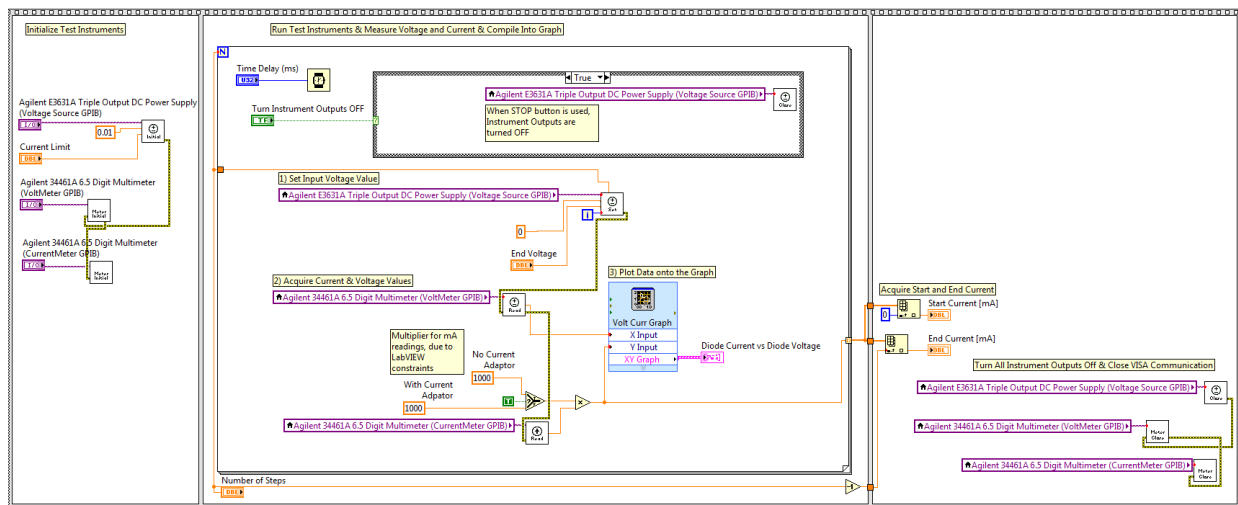 Initialize Test Instruments
Agilent E3631A Triple Output DC Power Supply
(Voltage Source GPIB)
I/O
0.01
Initial
Current Limit
DBL
Agilent 34461A 6.5 Digit Multimeter
(VoltMeter GPIB)
I/O
Meter
Initial
Agilent 34461A 6.5 Digit Multimeter
(CurrentMeter GPIB)
I/O
Meter
Initial
Run Test Instruments & Measure Voltage and Current & Compile Into Graph
N
Time Delay (ms)
U32
True
Agilent E3631A Triple Output DC Power Supply (Voltage Source GPIB)
Close
Turn Instrument Outputs OFF
TF
When STOP button is used,
Instrument Outputs are
turned OFF
1) Set Input Voltage Value
Agilent E3631A Triple Output DC Power Supply (Voltage Source GPIB)
Set
i
0
End Voltage
DBL
2) Acquire Current & Voltage Values
Agilent 34461A 6.5 Digit Multimeter (VoltMeter GPIB)
Read
Multiplier for mA
readings, due to
LabVIEW
constraints
No Current
Adaptor
1000
With Current
Adpator
1000
T
Agilent 34461A 6.5 Digit Multimeter (CurrentMeter GPIB)
Read
3) Plot Data onto the Graph
Volt Curr Graph
X Input
Y Input
XY Graph
Diode Current vs Diode Voltage
Number of Steps
DBL
Acquire Start and End Current
Start Current [mA]
0
DBL
End Current [mA]
DBL
Turn All Instrument Outputs Off & Close VISA Communication
Agilent E3631A Triple Output DC Power Supply (Voltage Source GPIB)
Close
Agilent 34461A 6.5 Digit Multimeter (VoltMeter GPIB)
Meter
Close
Agilent 34461A 6.5 Digit Multimeter (CurrentMeter GPIB)
Meter
Close